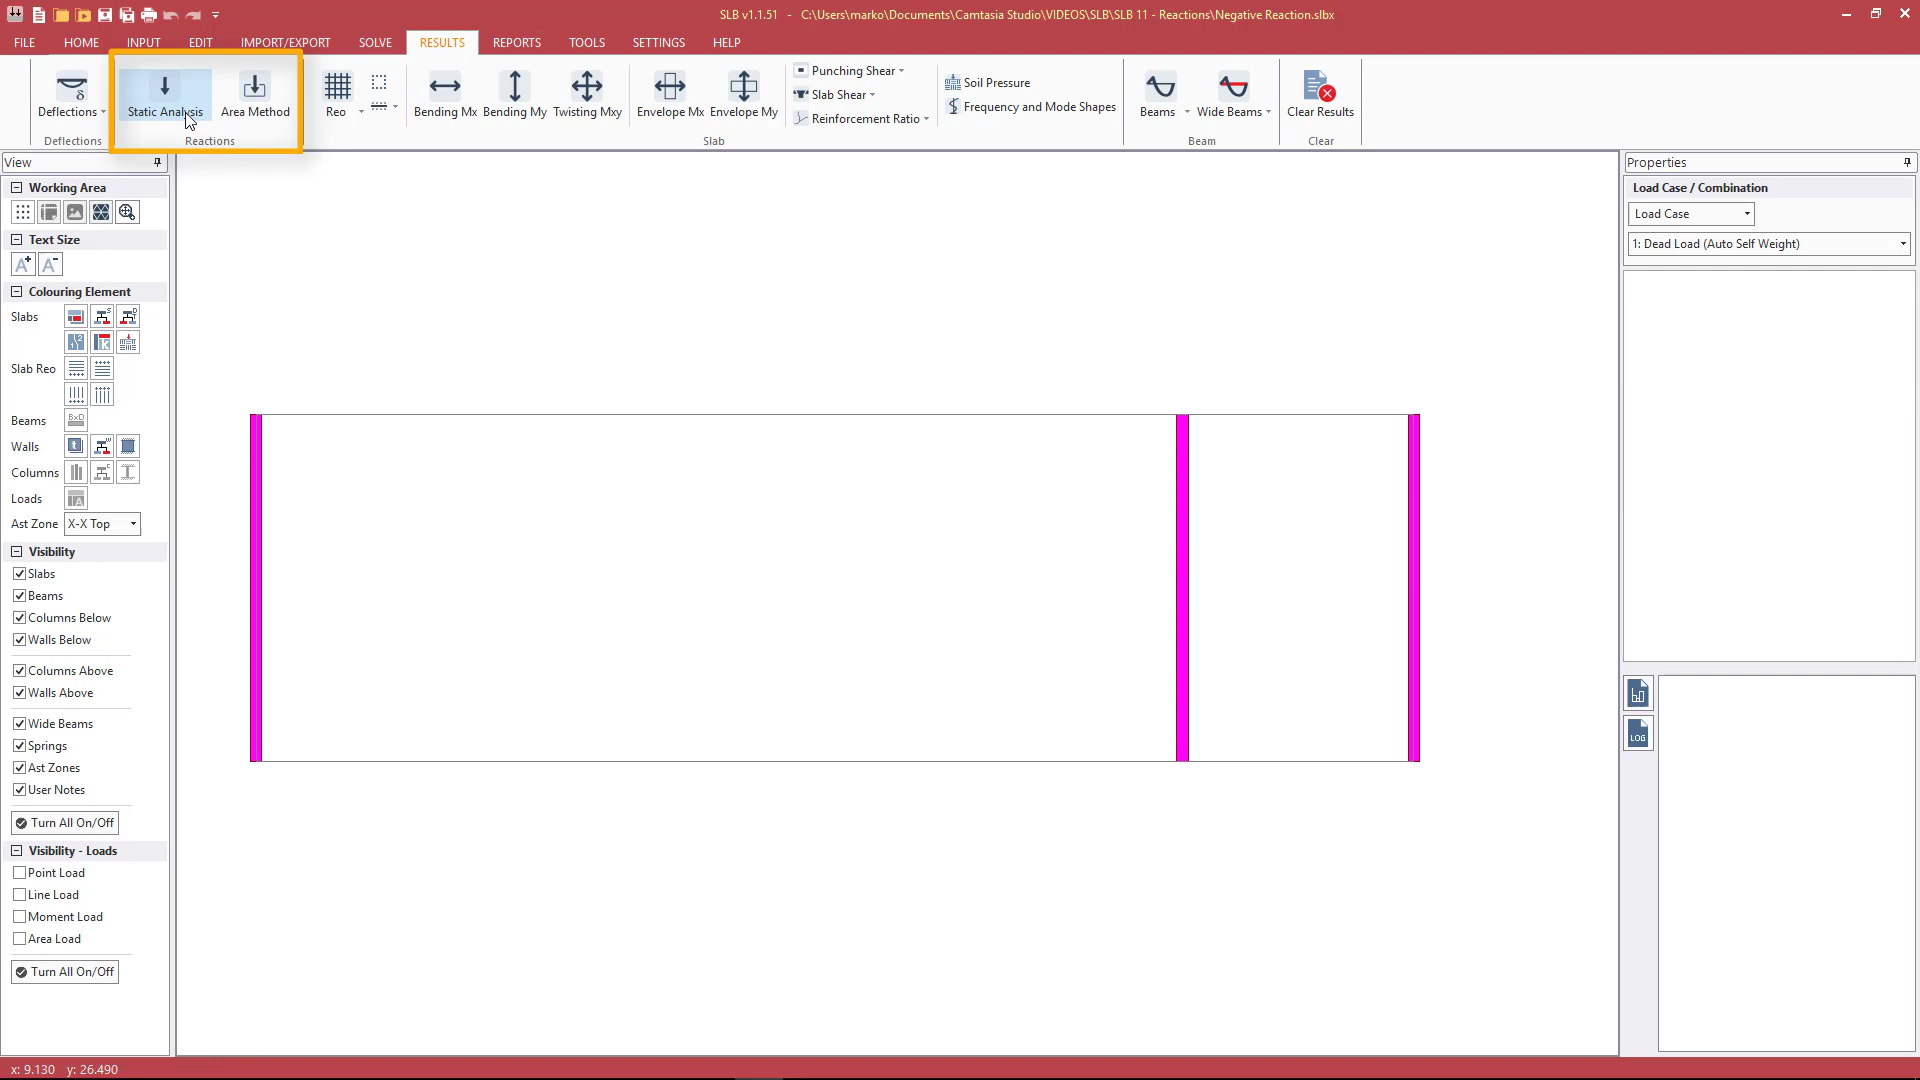 SLB v1.1.51 - C:\Users\marko\Documents\Camtasia Studio\VIDEOS\SLB\SLB 11 - Reactions\Negative Reaction.slbx
FILE HOME INPUT EDIT IMPORT/EXPORT SOLVE RESULTS REPORTS TOOLS SETTINGS HELP
Deflections
Deflections
Static Analysis
Area Method
Reactions
Reo
Bending Mx
Bending My
Twisting Mxy
Envelope Mx
Envelope My
Slab
Punching Shear
Slab Shear
Reinforcement Ratio
Soil Pressure
Frequency and Mode Shapes
Beams
Wide Beams
Beam
Clear Results
Clear
View
Working Area
Text Size
A+ A-
Colouring Element
Slabs
Slab Reo
Beams
BxD
Walls
Columns
Loads
Ast Zone X-X Top
Visibility
Slabs
Beams
Columns Below
Walls Below
Columns Above
Walls Above
Wide Beams
Springs
Ast Zones
User Notes
Turn All On/Off
Visibility - Loads
Point Load
Line Load
Moment Load
Area Load
Turn All On/Off
Properties
Load Case / Combination
Load Case
1: Dead Load (Auto Self Weight)
LOG
x: 9.130 y: 26.490